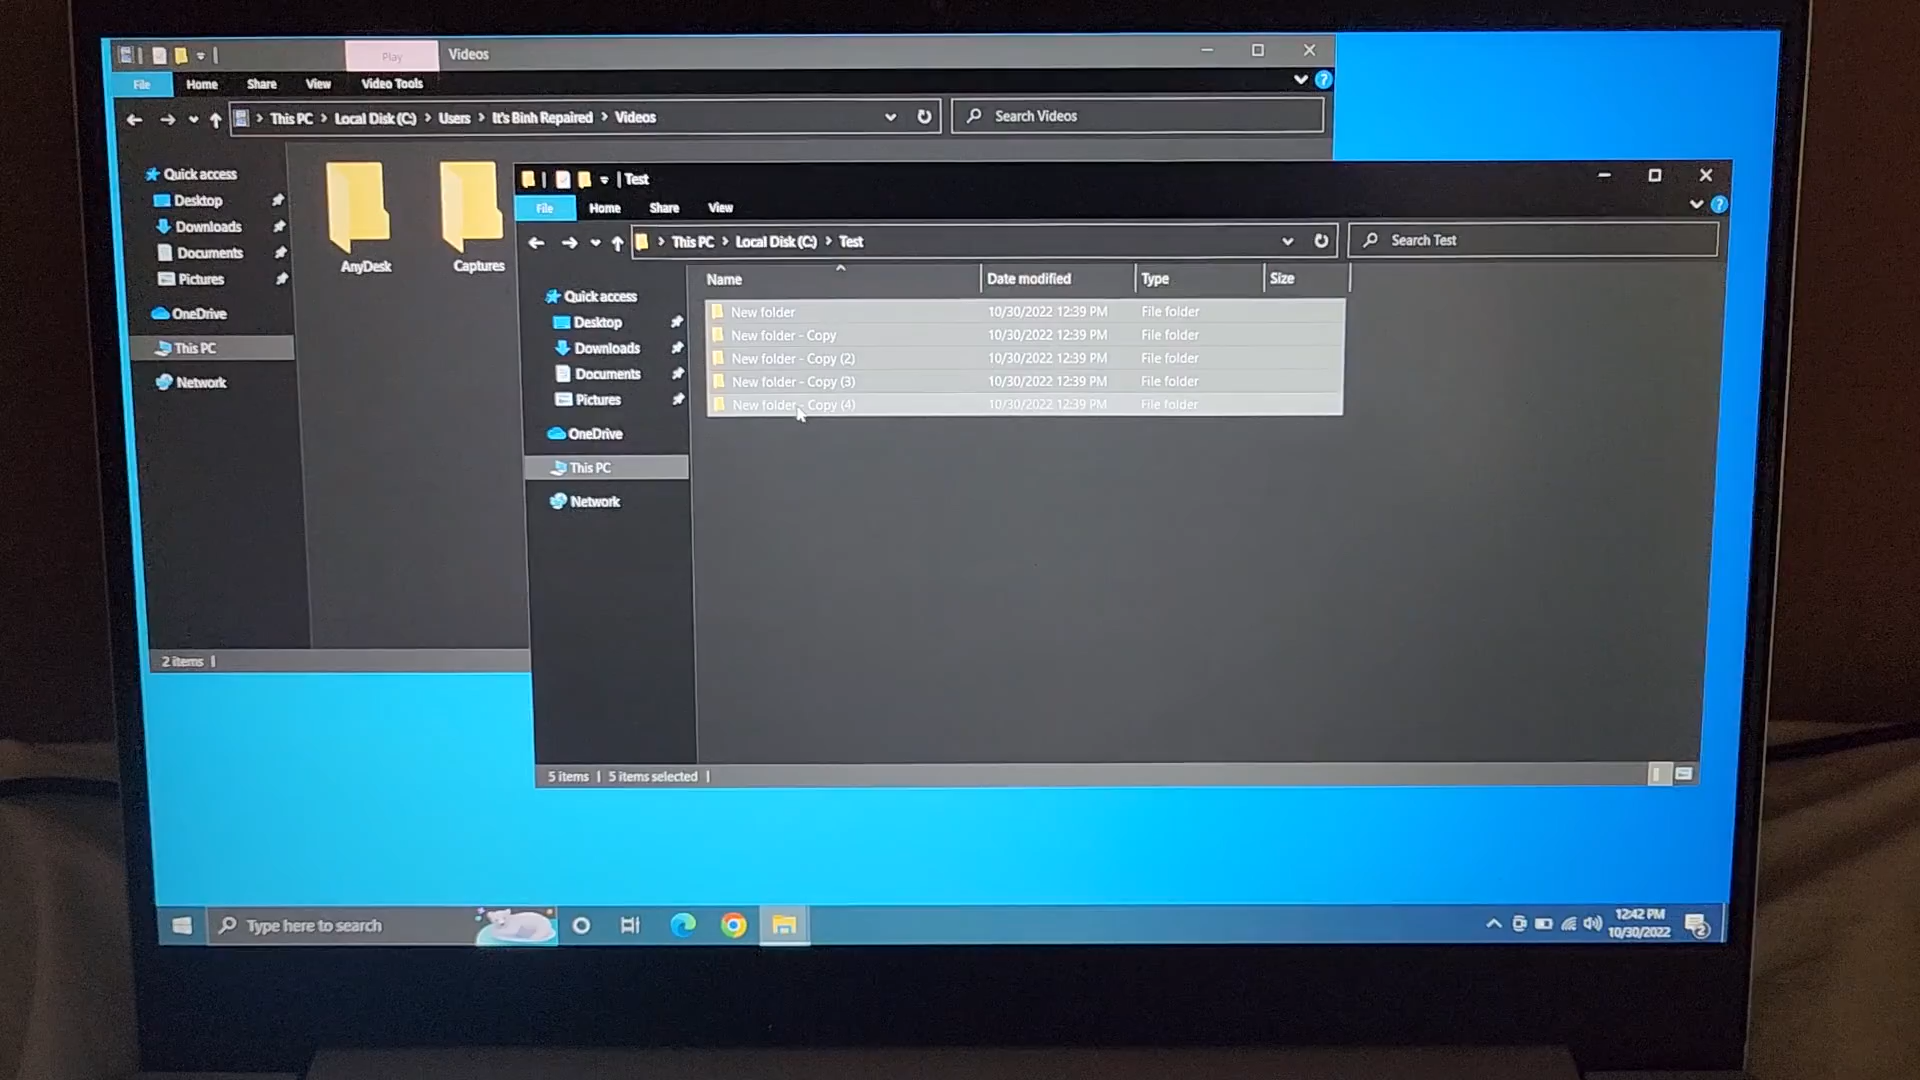 Play
Videos
File
Home
Share
View
Video Tools
This PC > Local Disk (C:) > Users > It's Binh Repaired > Videos
Search Videos
Quick access
Desktop
Downloads
Documents
Pictures
OneDrive
This PC
Network
AnyDesk
Captures
2 items
Test
File
Home
Share
View
This PC > Local Disk (C:) > Test
Search Test
Quick access
Desktop
Downloads
Documents
Pictures
OneDrive
This PC
Network
Name Date modified Type Size
New folder 10/30/2022 12:39 PM File folder
New folder - Copy 10/30/2022 12:39 PM File folder
New folder - Copy (2) 10/30/2022 12:39 PM File folder
New folder - Copy (3) 10/30/2022 12:39 PM File folder
New folder - Copy (4) 10/30/2022 12:39 PM File folder
5 items | 5 items selected |
Type here to search
12:42 PM
10/30/2022
2